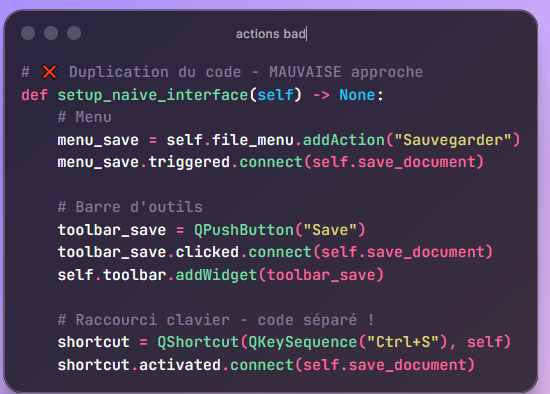 actions bad
# ❌ Duplication du code - MAUVAISE approche
def setup_naive_interface(self) -> None:
    # Menu
    menu_save = self.file_menu.addAction("Sauvegarder")
    menu_save.triggered.connect(self.save_document)

    # Barre d'outils
    toolbar_save = QPushButton("Save")
    toolbar_save.clicked.connect(self.save_document)
    self.toolbar.addWidget(toolbar_save)

    # Raccourci clavier - code séparé !
    shortcut = QShortcut(QKeySequence("Ctrl+S"), self)
    shortcut.activated.connect(self.save_document)